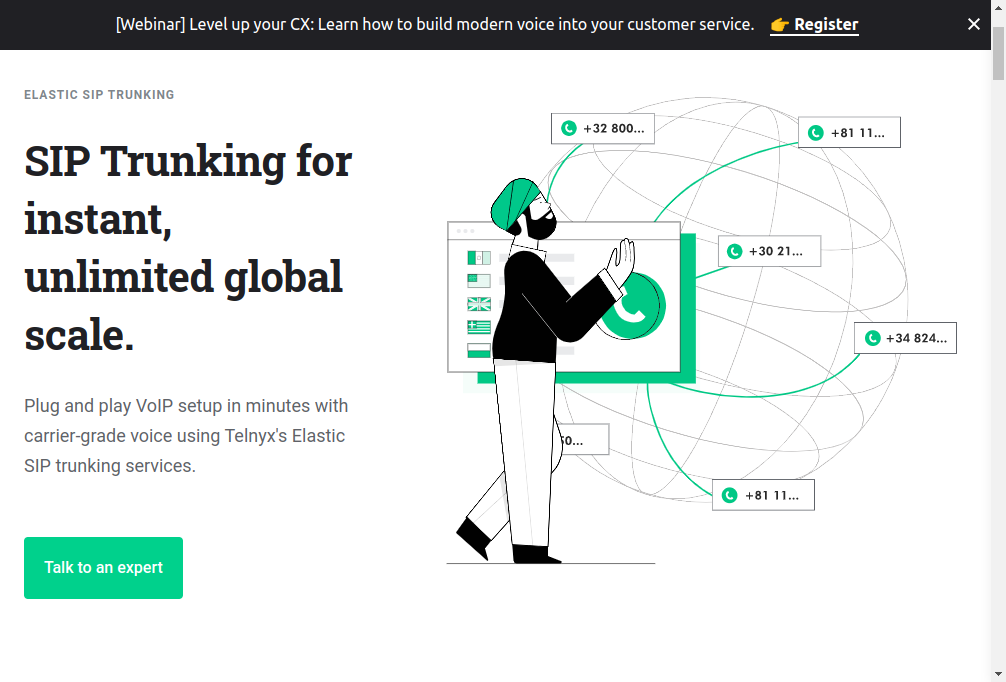 [Webinar] Level up your CX: Learn how to build modern voice into your customer service. 👉 Register
ELASTIC SIP TRUNKING
SIP Trunking for
instant,
unlimited global
scale.
Plug and play VoIP setup in minutes with
carrier-grade voice using Telnyx's Elastic
SIP trunking services.
Talk to an expert
+32 800...
+81 11...
+30 21...
+34 824...
0...
+81 11...